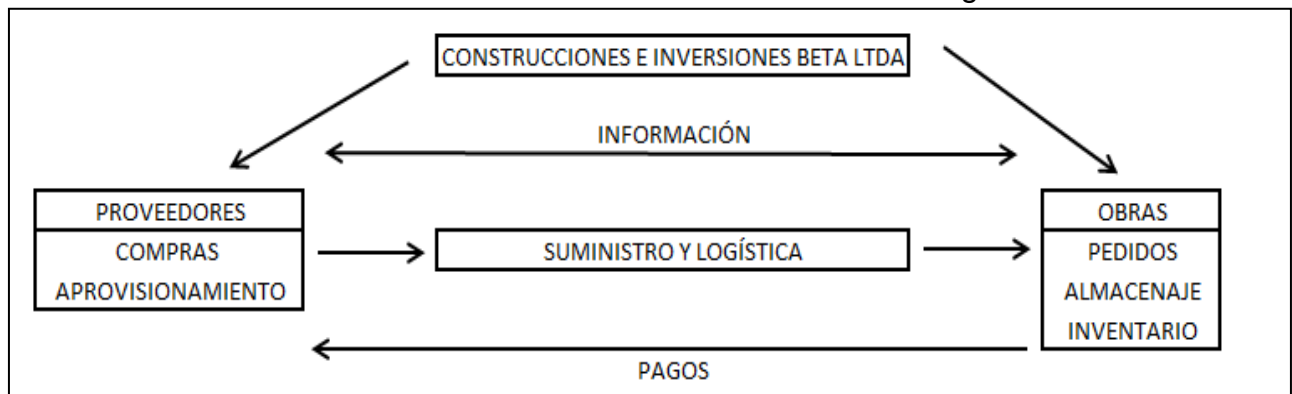 CONSTRUCCIONES E INVERSIONES BETA LTDA
INFORMACIÓN
PROVEEDORES
COMPRAS
APROVISIONAMIENTO
SUMINISTRO Y LOGÍSTICA
OBRAS
PEDIDOS
ALMACENAJE
INVENTARIO
PAGOS